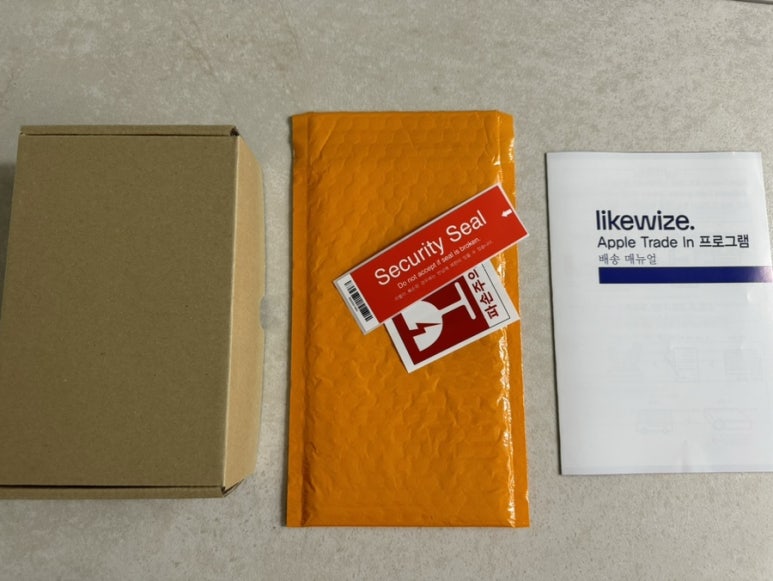 Security Seal
Do not accept if seal is broken.
파손주의
likewize.
Apple Trade In 프로그램
배송 매뉴얼